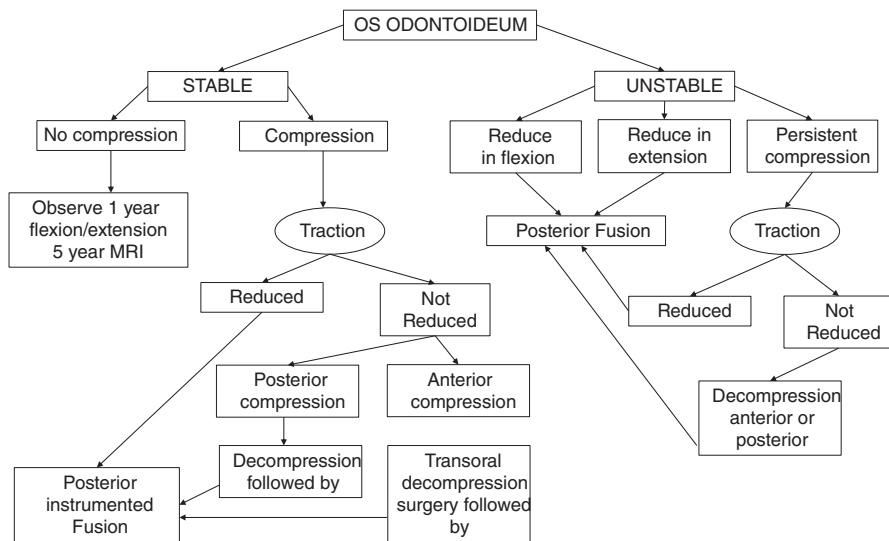 OS ODONTOIDEUM
STABLE
UNSTABLE
No compression
Compression
Reduce
in flexion
Reduce in
extension
Persistent
compression
Observe 1 year
flexion/extension
5 year MRI
Traction
Posterior Fusion
Traction
Reduced
Not
Reduced
Reduced
Not
Reduced
Posterior
compression
Anterior
compression
Decompression
anterior or
posterior
Decompression
followed by
Transoral
decompression
surgery followed
by
Posterior
instrumented
Fusion